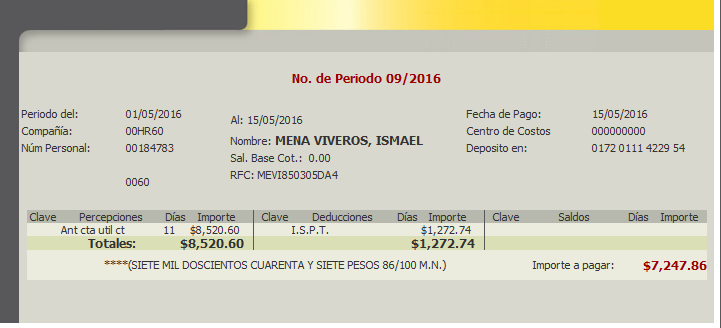 No. de Periodo 09/2016
Periodo del: 01/05/2016 Al: 15/05/2016 Fecha de Pago: 15/05/2016
Compañía: 00HR60 Nombre: MENA VIVEROS, ISMAEL Centro de Costos 000000000
Núm Personal: 00184783 Sal. Base Cot.: 0.00 Deposito en: 0172 0111 4229 54
RFC: MEVI850305DA4
0060
Clave Percepciones Días Importe Clave Deducciones Días Importe Clave Saldos Días Importe
Ant cta util ct 11 $8,520.60 I.S.P.T. $1,272.74
Totales: $8,520.60 $1,272.74
****(SIETE MIL DOSCIENTOS CUARENTA Y SIETE PESOS 86/100 M.N.) Importe a pagar: $7,247.86